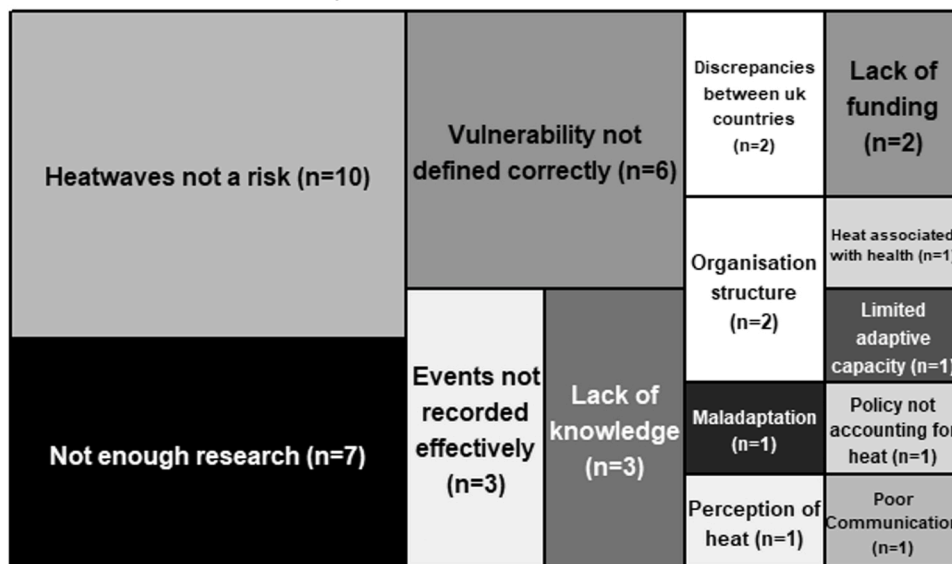 Heatwaves not a risk (n=10)
Not enough research (n=7)
Vulnerability not
defined correctly (n=6)
Events not
recorded
effectively
(n=3)
Lack of
knowledge
(n=3)
Discrepancies
between uk
countries
(n=2)
Lack of
funding
(n=2)
Organisation
structure
(n=2)
Heat associated
with health (n=1)
Limited
adaptive
capacity (n=1)
Maladaptation
(n=1)
Policy not
accounting for
heat (n=1)
Perception of
heat (n=1)
Poor
Communication
(n=1)